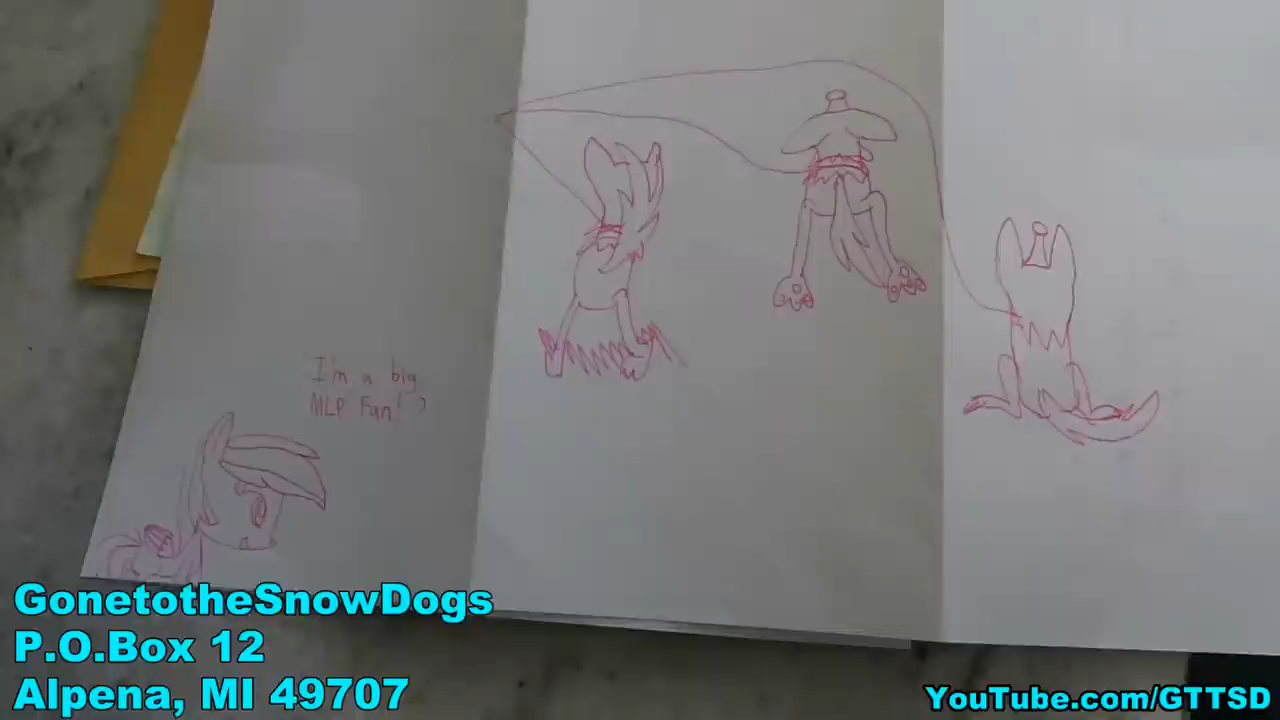 I'm a big
MLP Fan!
GonetotheSnowDogs
P.O.Box 12
Alpena, MI 49707
YouTube.com/GTTSD